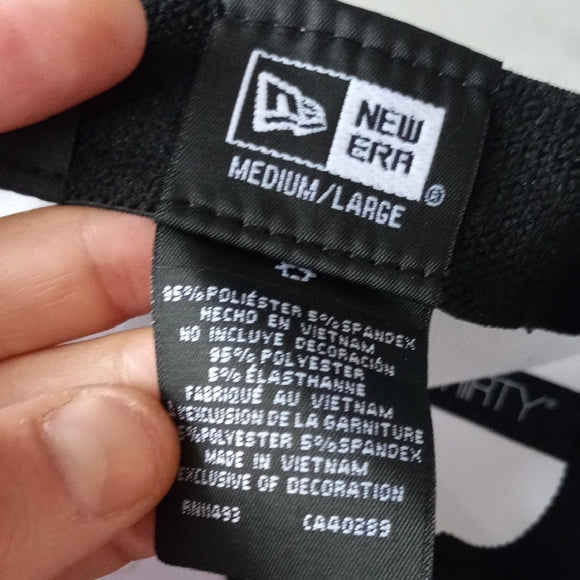 NEW
ERA
®
MEDIUM/LARGE
95% POLIÉSTER 5% SPANDEX
HECHO EN VIETNAM
NO INCLUYE DECORACIÓN
95% POLYESTER
5% ÉLASTHANNE
FABRIQUÉ AU VIETNAM
L'EXCLUSION DE LA GARNITURE
% POLYESTER 5% SPANDEX
MADE IN VIETNAM
EXCLUSIVE OF DECORATION
RN11493 CA40289
HIRTY